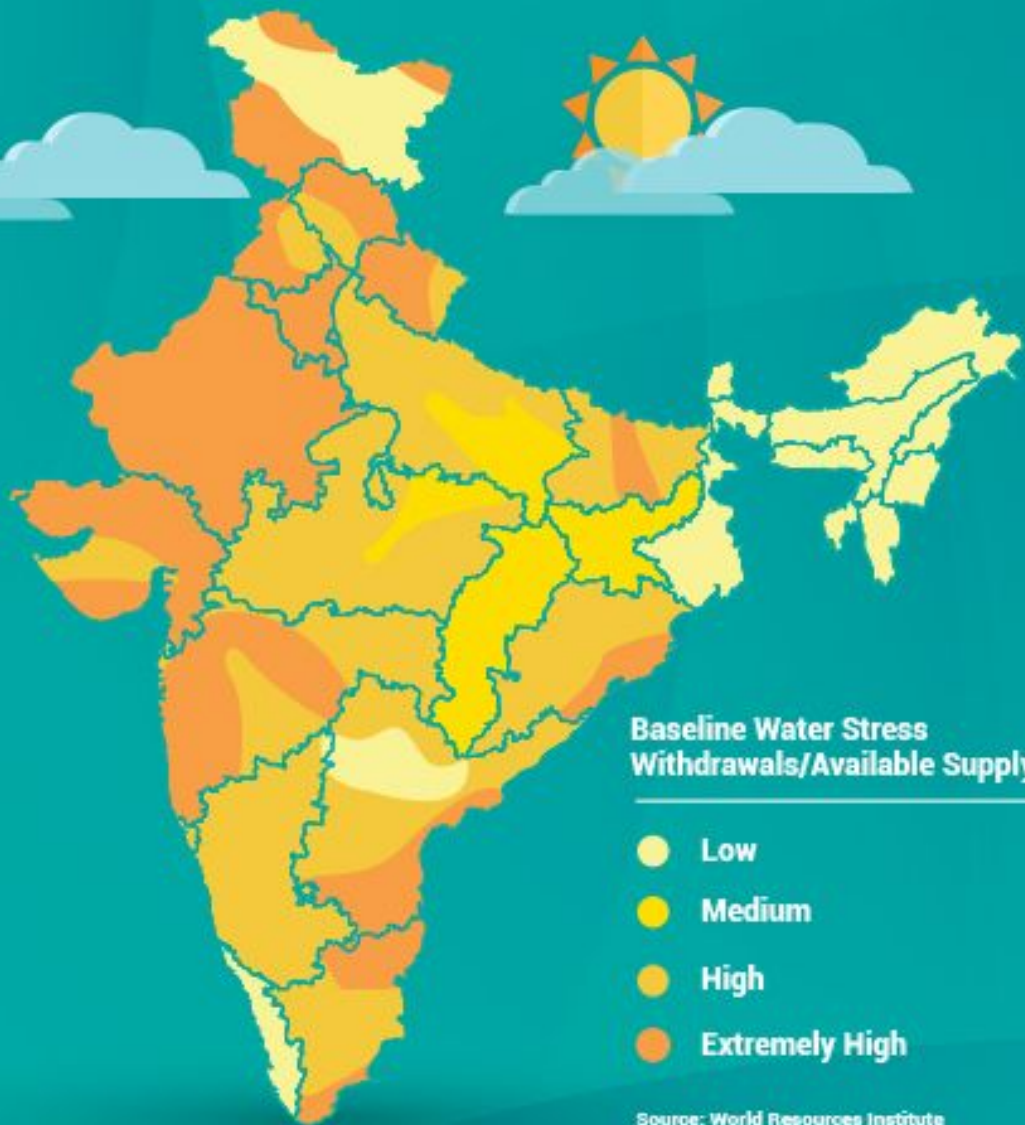 Baseline Water Stress
Withdrawals/Available Supply
Low
Medium
High
Extremely High
Source: World Resources Institute